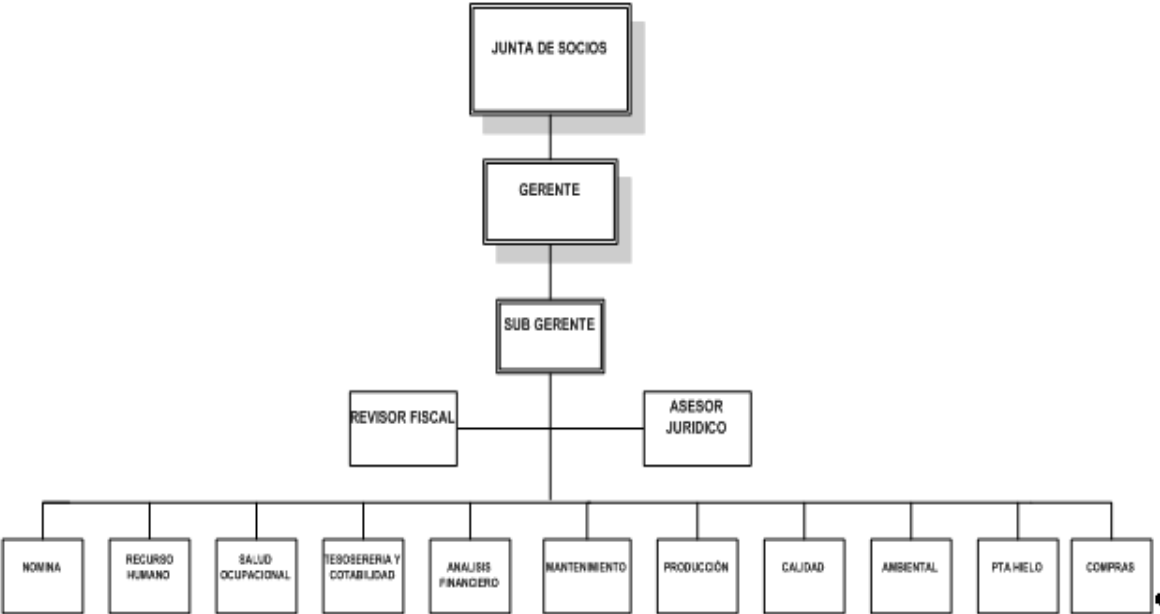 JUNTA DE SOCIOS
GERENTE
SUB GERENTE
REVISOR FISCAL
ASESOR
JURIDICO
NOMINA
RECURSO
HUMANO
SALUD
OCUPACIONAL
TESOSERERIA Y
COTABILIDAD
ANALISIS
FINANCIERO
MANTENIMIENTO
PRODUCCIÓN
CALIDAD
AMBIENTAL
PTA HIELO
COMPRAS